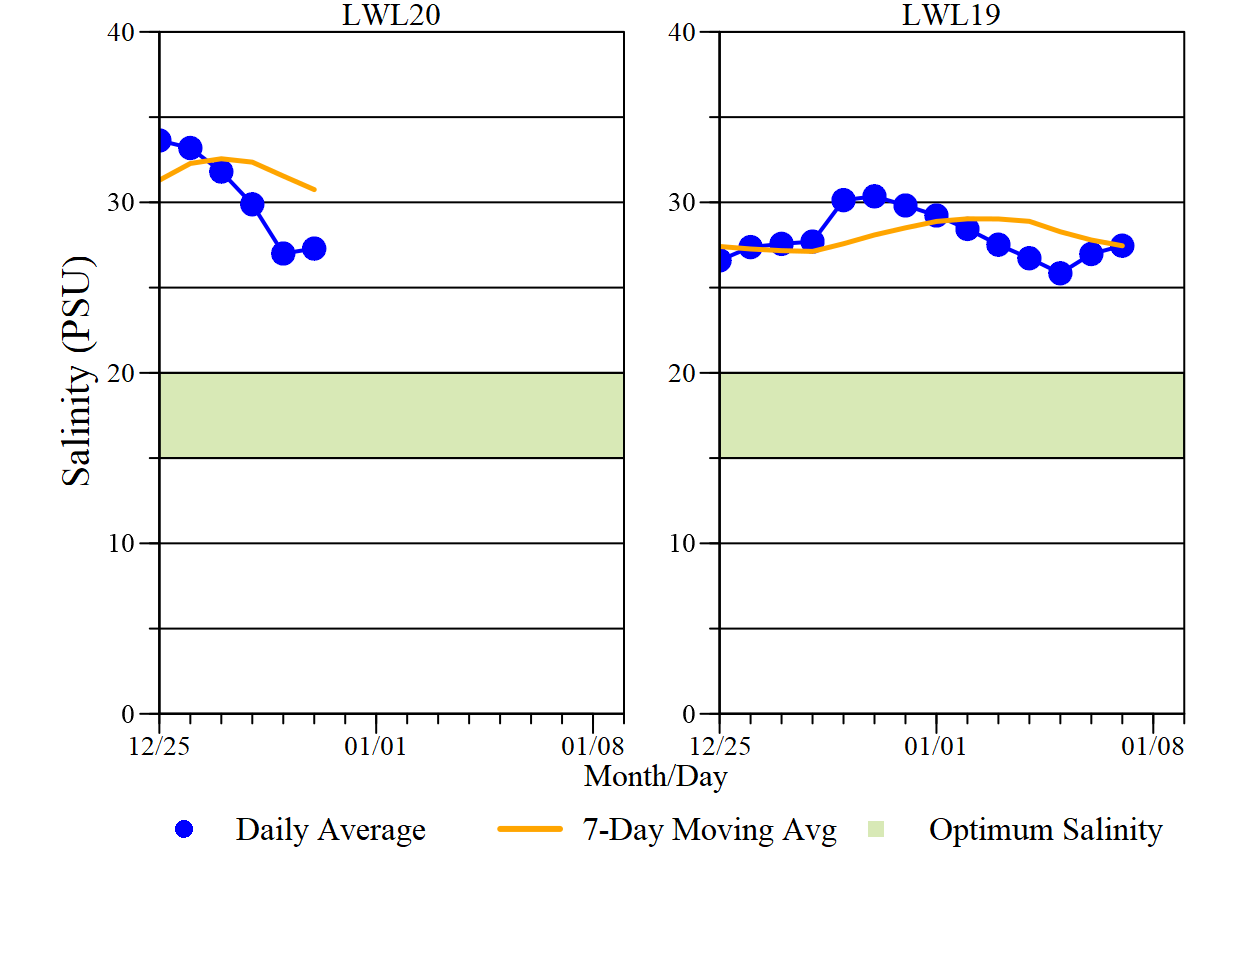 LWL20 LWL19
40 40
30 30
20 20
10 10
0 0
Salinity (PSU)
12/25 01/01 01/08 12/25 01/01 01/08
Month/Day
Daily Average 7-Day Moving Avg Optimum Salinity